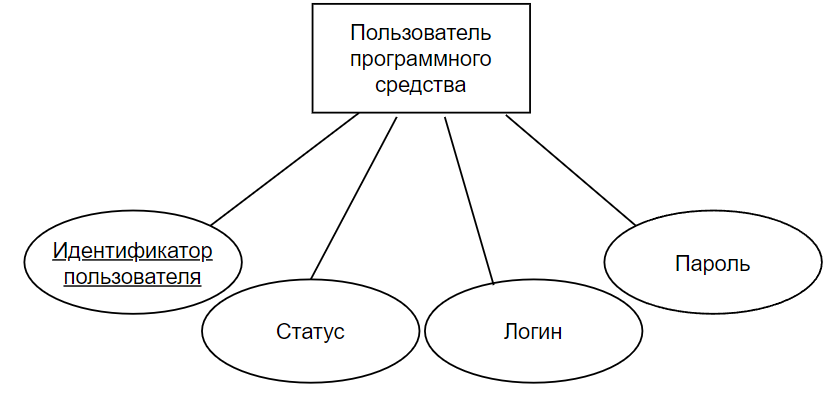 Пользователь
программного
средства
Идентификатор
пользователя
Статус
Логин
Пароль